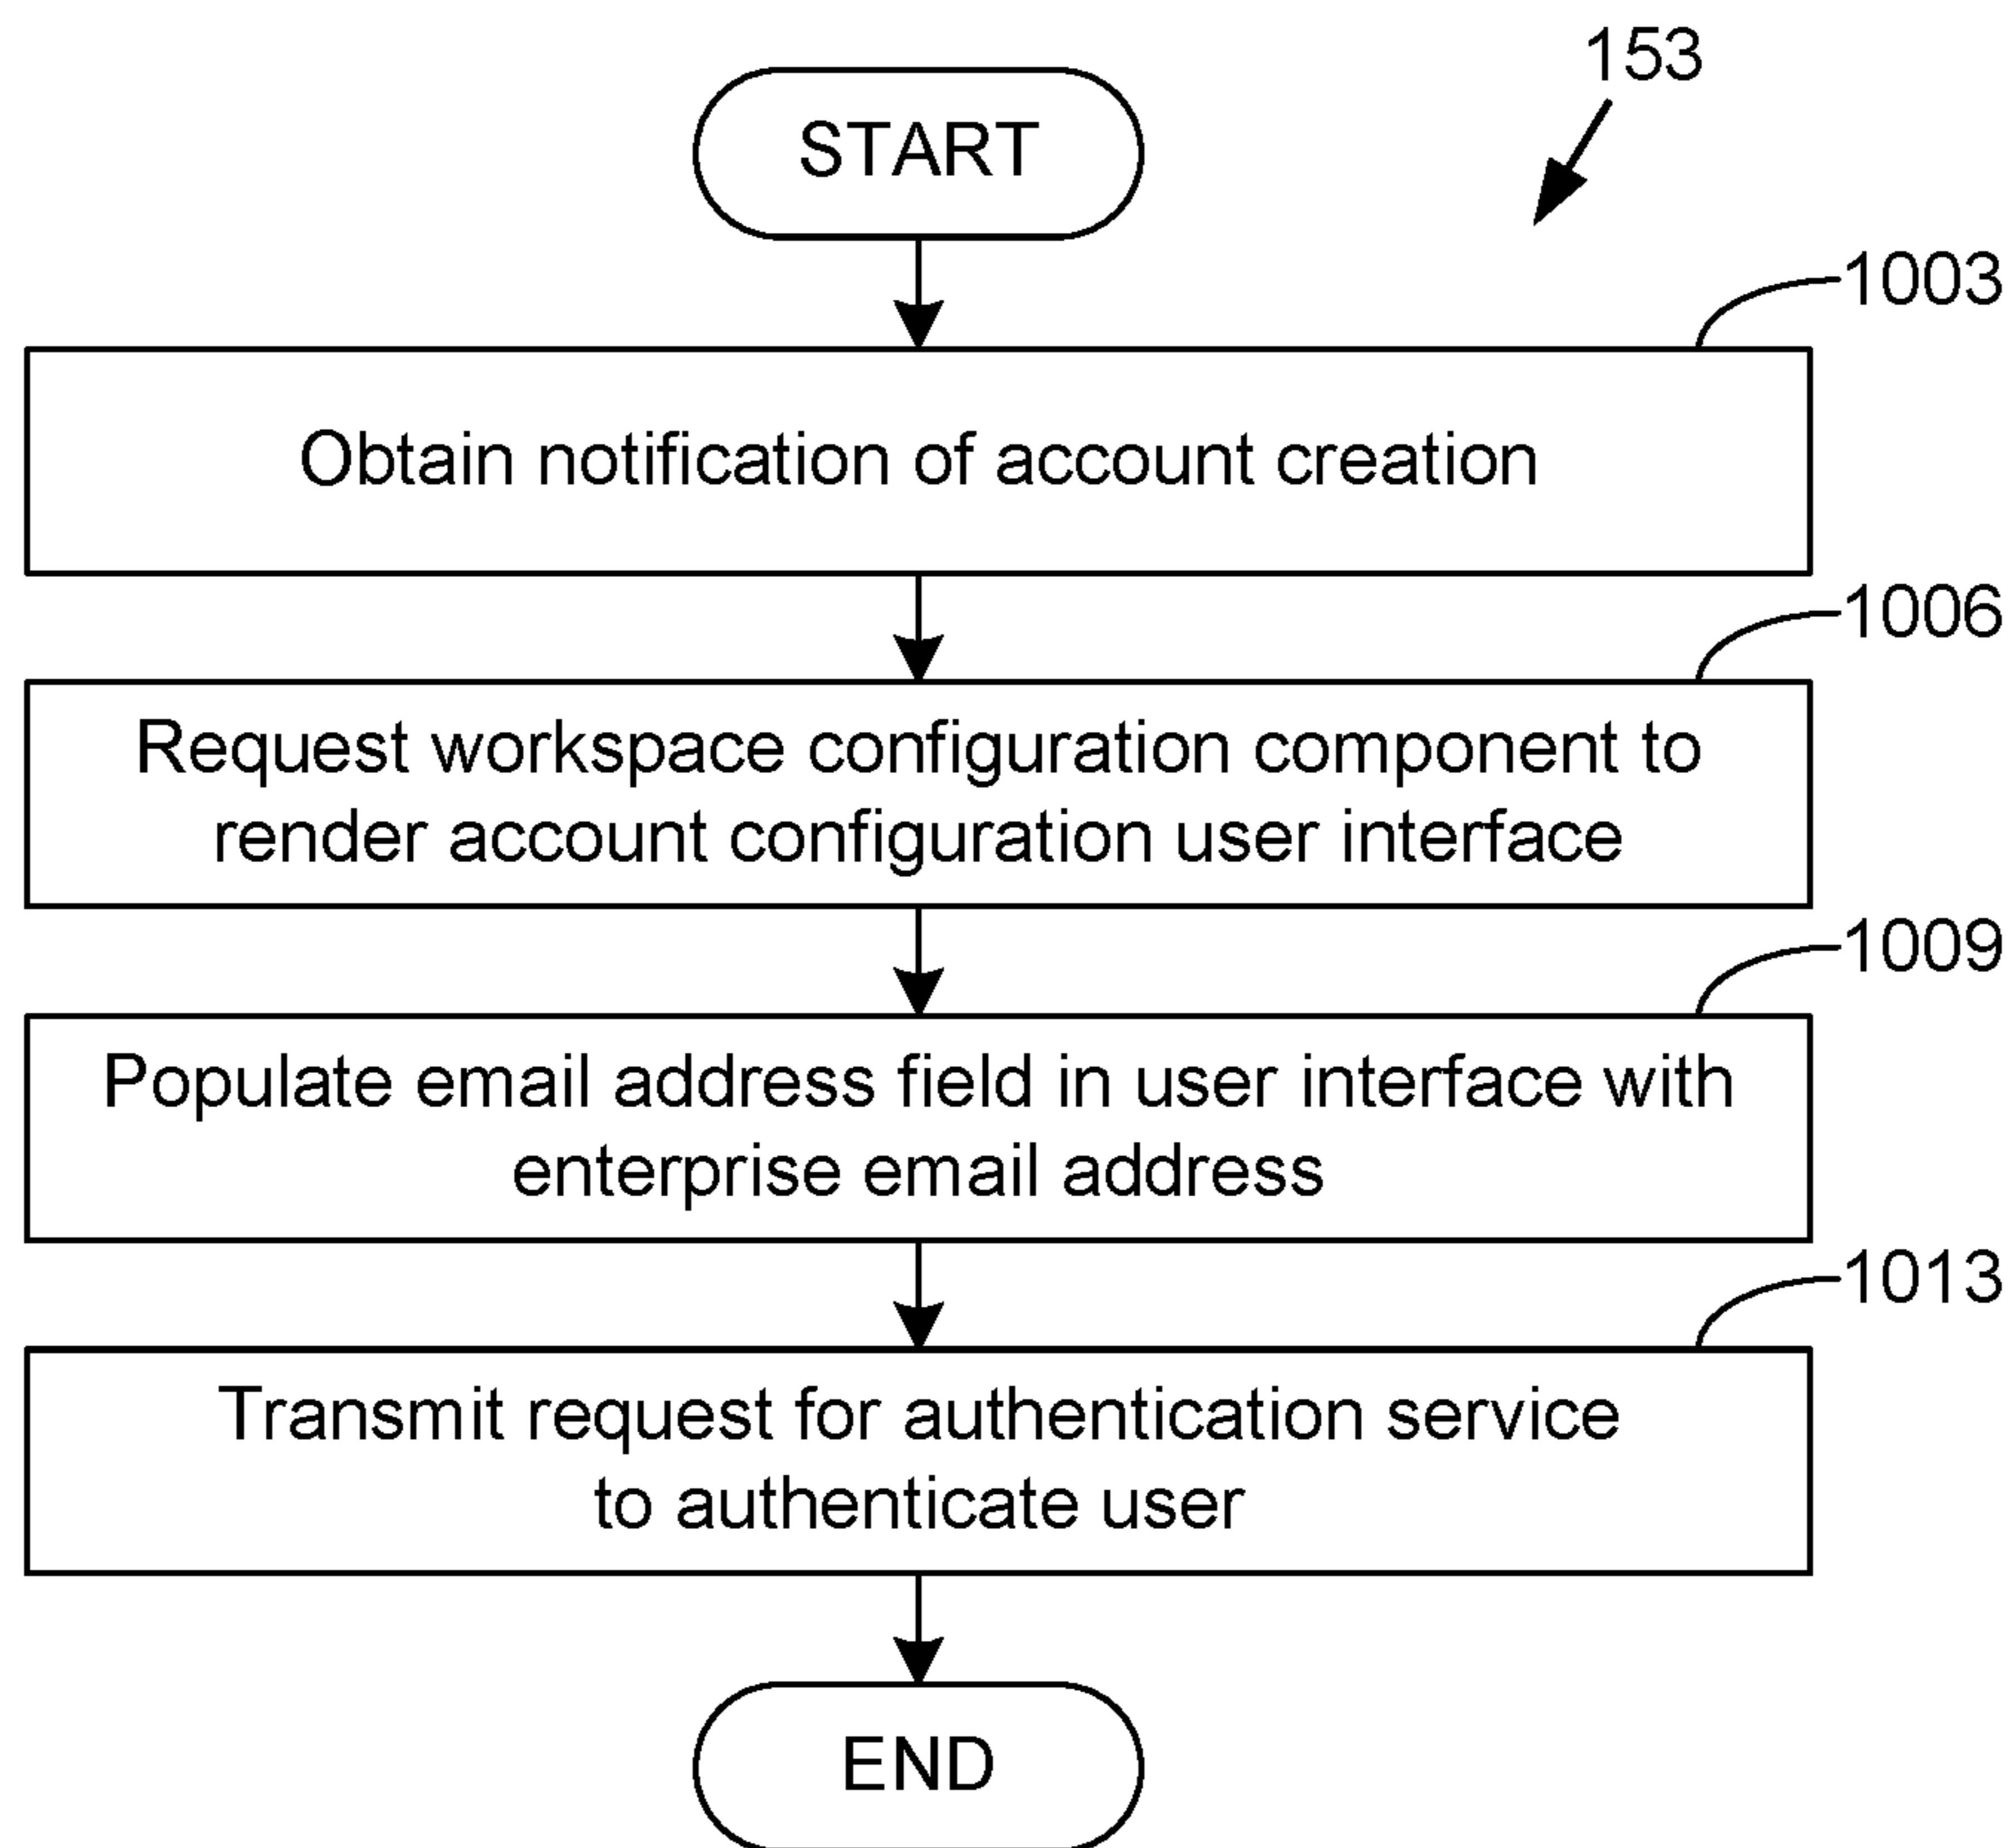 153
START
1003
Obtain notification of account creation
1006
Request workspace configuration component to
render account configuration user interface
1009
Populate email address field in user interface with
enterprise email address
1013
Transmit request for authentication service
to authenticate user
END